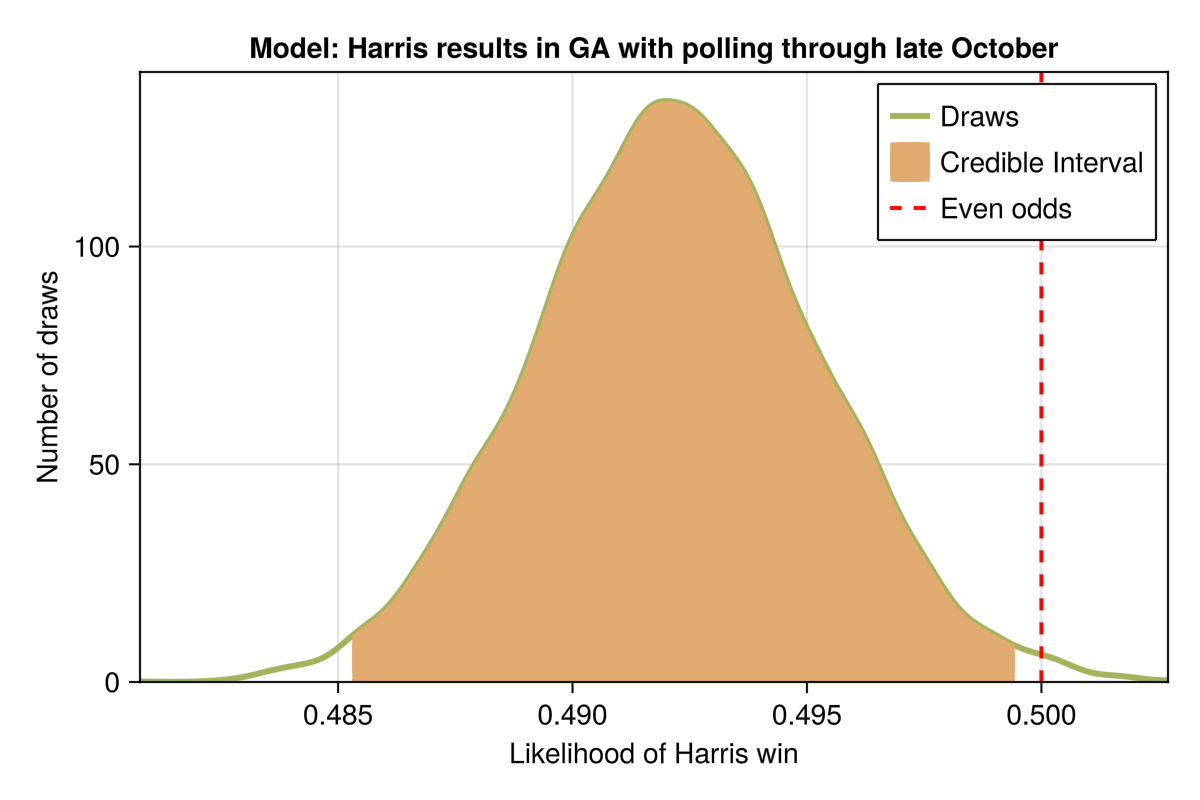 Model: Harris results in GA with polling through late October
Draws
Credible Interval
Even odds
Number of draws
100
50
0
0.485
0.490
0.495
0.500
Likelihood of Harris win